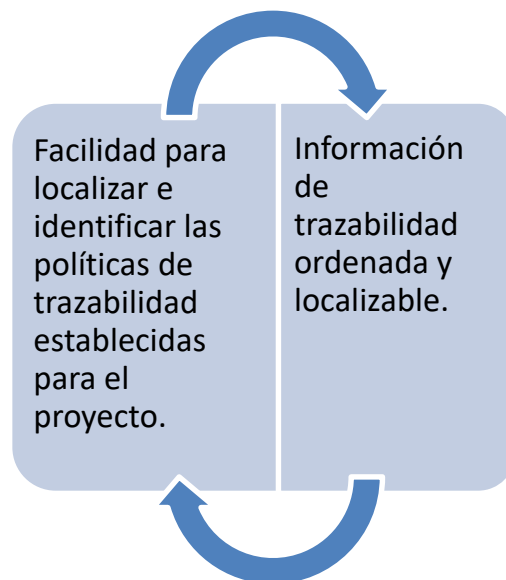 Facilidad para
localizar e
identificar las
políticas de
trazabilidad
establecidas
para el
proyecto.
Información
de
trazabilidad
ordenada y
localizable.